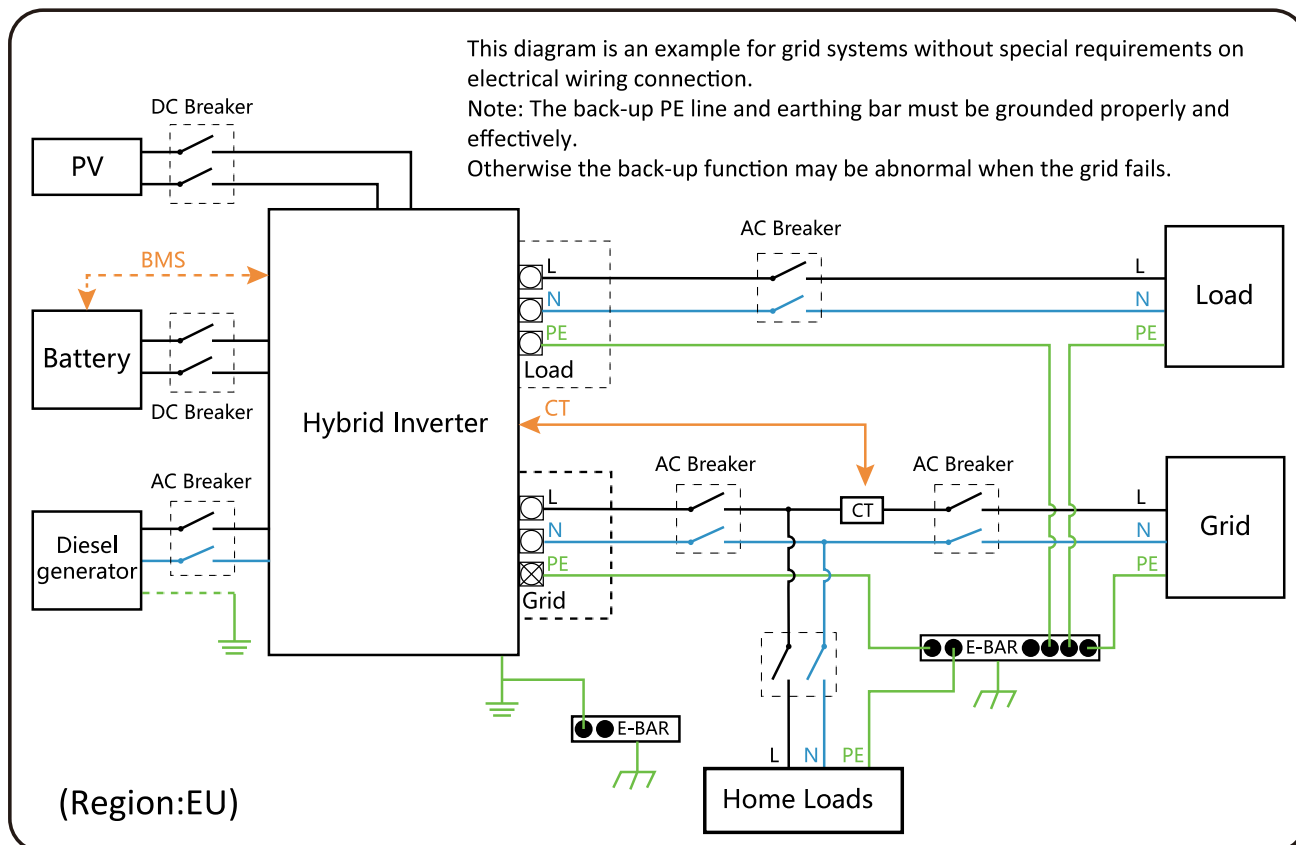 This diagram is an example for grid systems without special requirements on
electrical wiring connection.
Note: The back-up PE line and earthing bar must be grounded properly and
effectively.
Otherwise the back-up function may be abnormal when the grid fails.
DC Breaker
PV
BMS
Battery
DC Breaker
AC Breaker
Diesel
generator
Hybrid Inverter
L
N
PE
Load
AC Breaker
L
N
PE
Load
CT
L
N
PE
Grid
AC Breaker
CT
AC Breaker
L
N
PE
Grid
E-BAR
E-BAR
L
N
PE
Home Loads
(Region:EU)